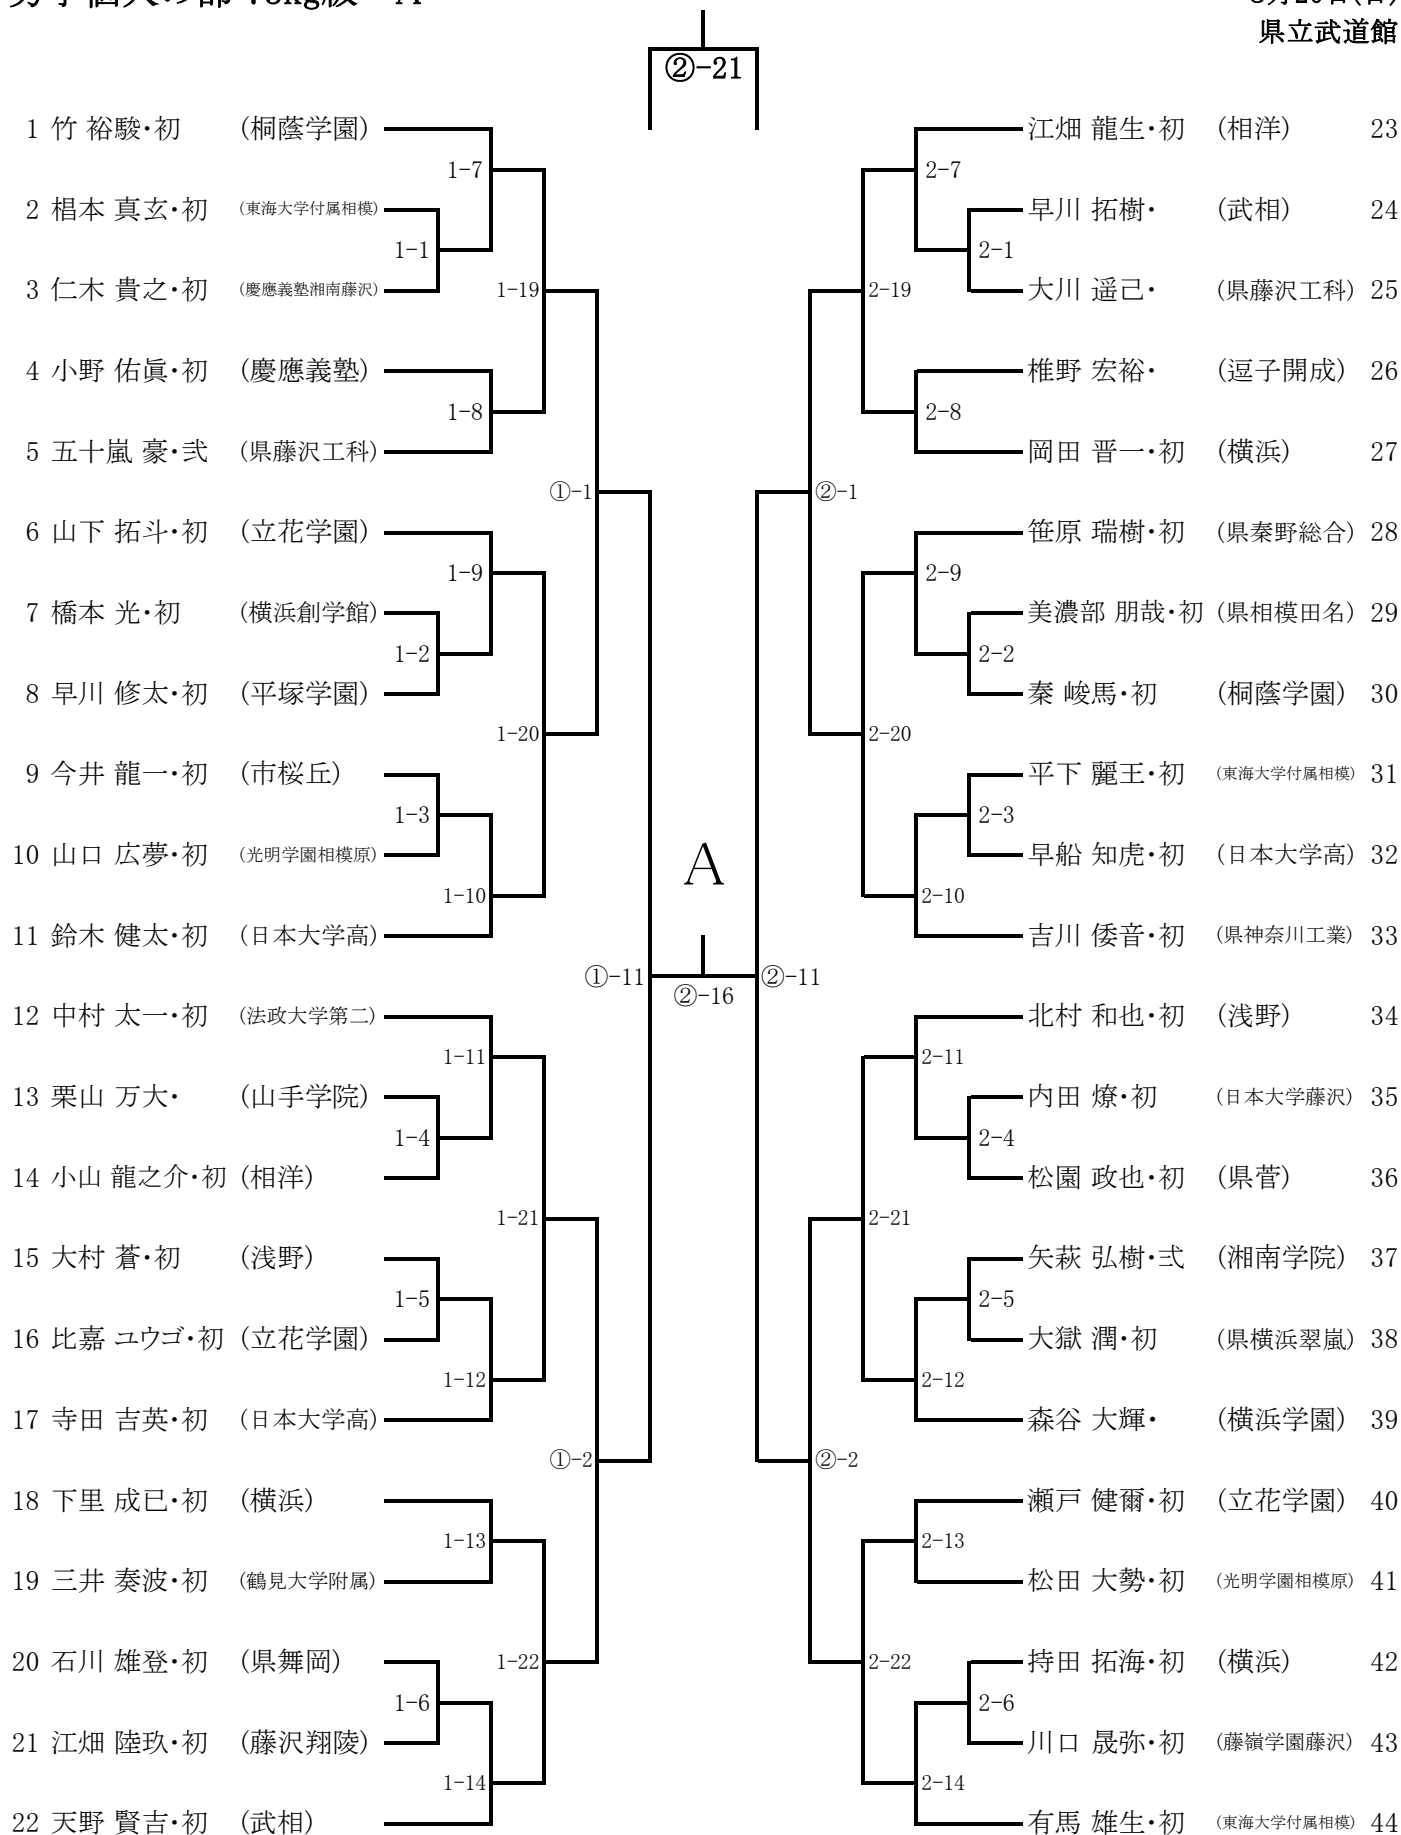 県立武道館
②-21
1 竹 裕駿・初 (桐蔭学園)
1-7
2 椙本 真玄・初 (東海大学付属相模)
1-1
3 仁木 貴之・初 (慶應義塾湘南藤沢)
1-19
4 小野 佑眞・初 (慶應義塾)
1-8
5 五十嵐 豪・弐 (県藤沢工科)
①-1
6 山下 拓斗・初 (立花学園)
1-9
7 橋本 光・初 (横浜創学館)
1-2
8 早川 修太・初 (平塚学園)
1-20
9 今井 龍一・初 (市桜丘)
1-3
10 山口 広夢・初 (光明学園相模原)
1-10
11 鈴木 健太・初 (日本大学高)
①-11
12 中村 太一・初 (法政大学第二)
1-11
13 栗山 万大・ (山手学院)
1-4
14 小山 龍之介・初 (相洋)
1-21
15 大村 蒼・初 (浅野)
1-5
16 比嘉 ユウゴ・初 (立花学園)
1-12
17 寺田 吉英・初 (日本大学高)
①-2
18 下里 成已・初 (横浜)
1-13
19 三井 奏波・初 (鶴見大学附属)
20 石川 雄登・初 (県舞岡)
1-22
1-6
21 江畑 陸玖・初 (藤沢翔陵)
1-14
22 天野 賢吉・初 (武相)
A
②-16
江畑 龍生・初 (相洋) 23
2-7
早川 拓樹・ (武相) 24
2-1
大川 遥己・ (県藤沢工科) 25
2-19
椎野 宏裕・ (逗子開成) 26
2-8
岡田 晋一・初 (横浜) 27
②-1
笹原 瑞樹・初 (県秦野総合) 28
2-9
美濃部 朋哉・初 (県相模田名) 29
2-2
秦 峻馬・初 (桐蔭学園) 30
2-20
平下 麗王・初 (東海大学付属相模) 31
2-3
早船 知虎・初 (日本大学高) 32
2-10
吉川 倭音・初 (県神奈川工業) 33
②-11
北村 和也・初 (浅野) 34
2-11
内田 燎・初 (日本大学藤沢) 35
2-4
松園 政也・初 (県菅) 36
2-21
矢萩 弘樹・弍 (湘南学院) 37
2-5
大獄 潤・初 (県横浜翠嵐) 38
2-12
森谷 大輝・ (横浜学園) 39
②-2
瀬戸 健爾・初 (立花学園) 40
2-13
松田 大勢・初 (光明学園相模原) 41
持田 拓海・初 (横浜) 42
2-22
2-6
川口 晟弥・初 (藤嶺学園藤沢) 43
2-14
有馬 雄生・初 (東海大学付属相模) 44